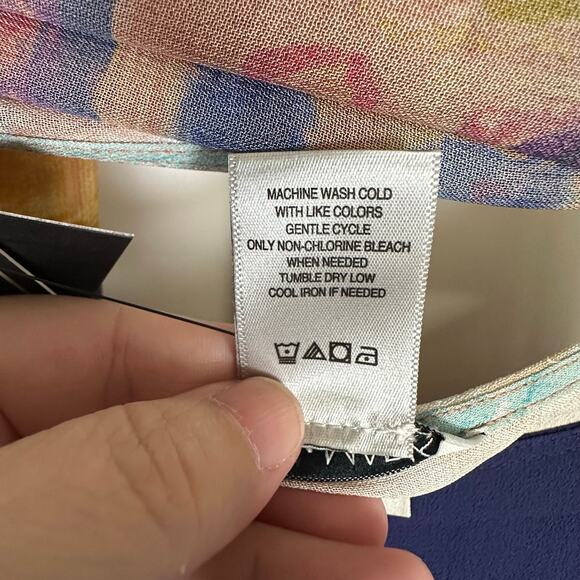 MACHINE WASH COLD
WITH LIKE COLORS
GENTLE CYCLE
ONLY NON-CHLORINE BLEACH
WHEN NEEDED
TUMBLE DRY LOW
COOL IRON IF NEEDED